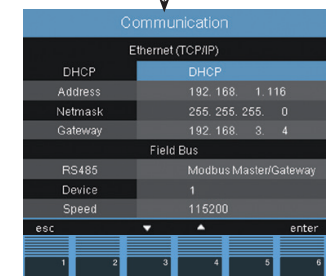 Communication
Ethernet (TCP/IP)
DHCP DHCP
Address 192. 168. 1. 116
Netmask 255. 255. 255. 0
Gateway 192. 168. 3. 4
Field Bus
RS485 Modbus Master/Gateway
Device 1
Speed 115200
esc ▼ ▲ enter
1 2 3 4 5 6